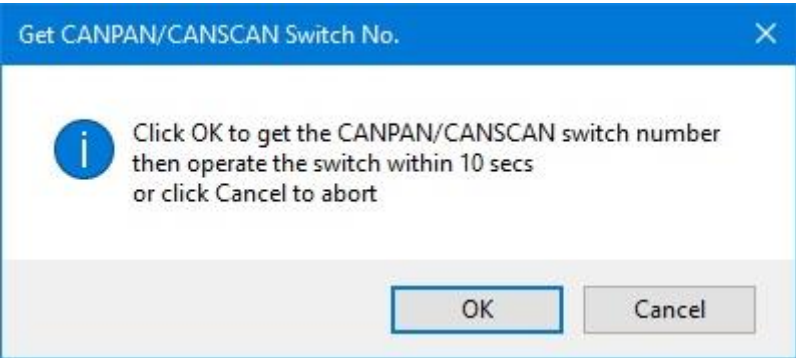 Get CANPAN/CANSCAN Switch No.
Click OK to get the CANPAN/CANSCAN switch number
then operate the switch within 10 secs
or click Cancel to abort
OK
Cancel